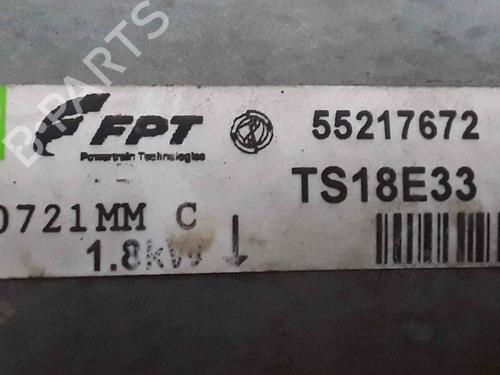 FPT
Powertrain Technologies
55217672
TS18E33
0721MM C
1.8kW
B-PARTS